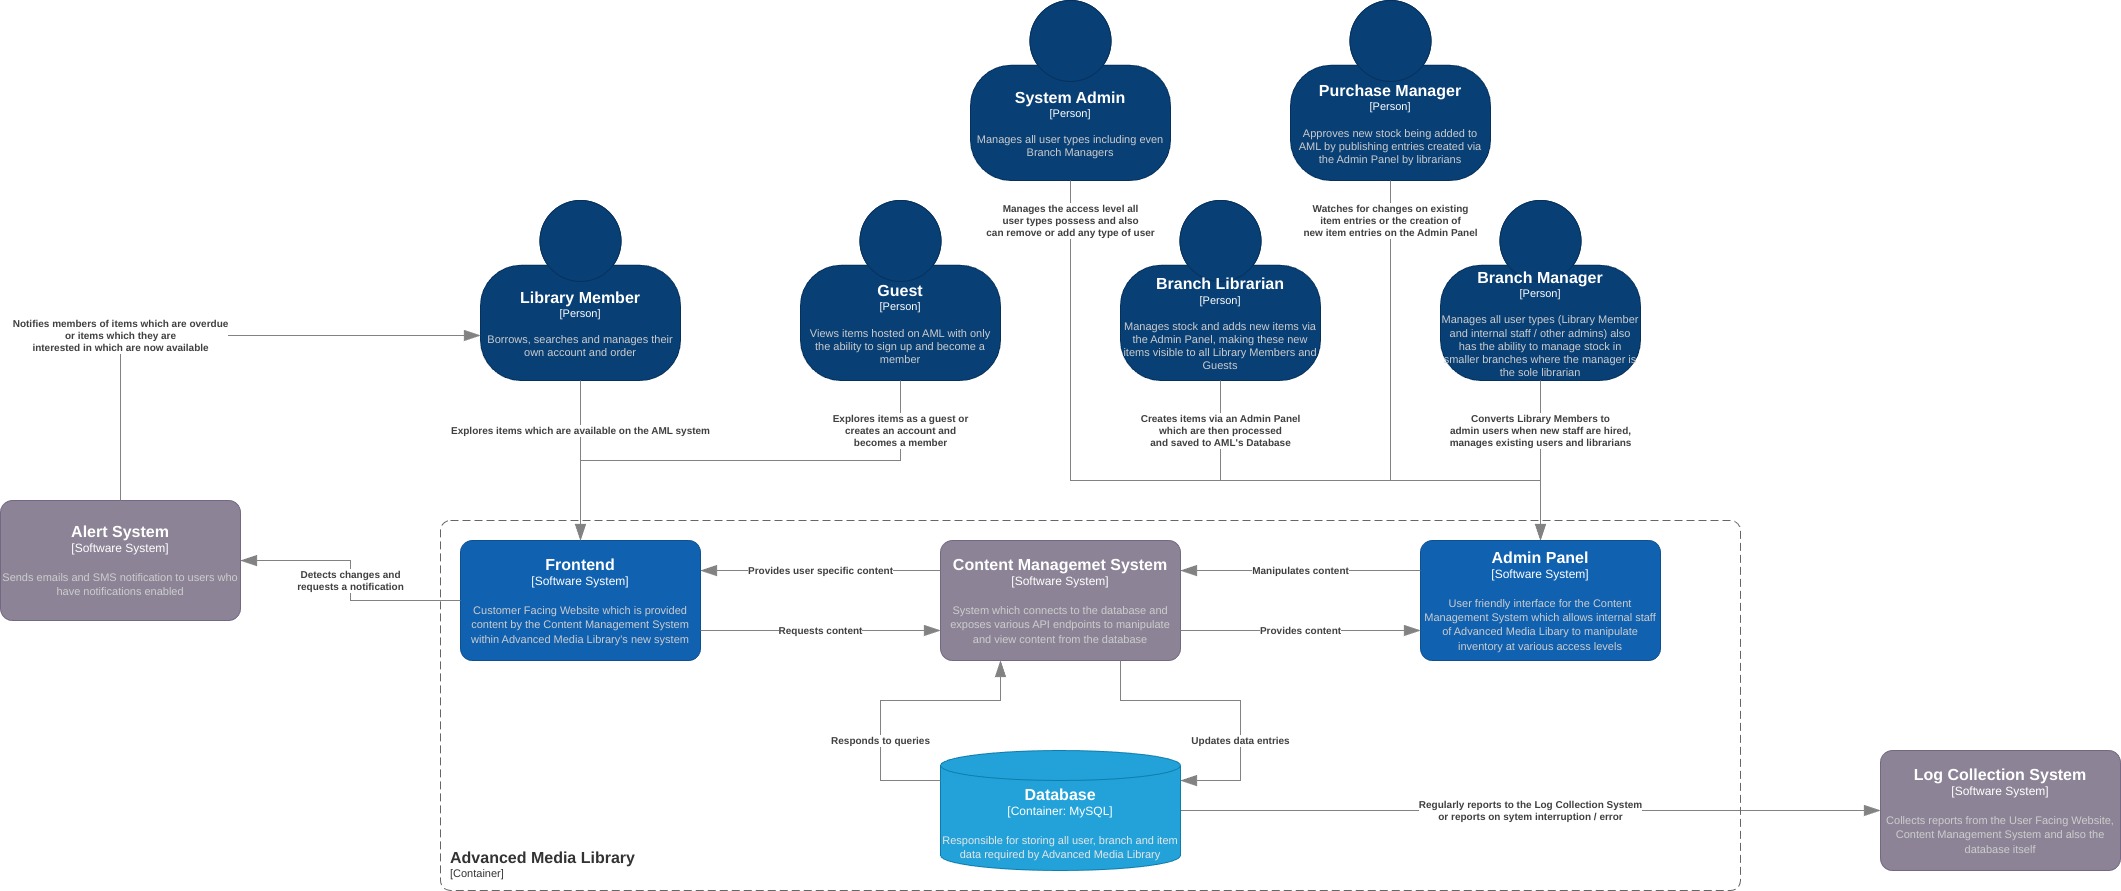 System Admin
[Person]
Manages all user types including even
Branch Managers
Purchase Manager
[Person]
Approves new stock being added to
AML by publishing entries created via
the Admin Panel by librarians
Manages the access level all
user types possess and also
can remove or add any type of user
Watches for changes on existing
item entries or the creation of
new item entries on the Admin Panel
Library Member
[Person]
Borrows, searches and manages their
own account and order
Guest
[Person]
Views items hosted on AML with only
the ability to sign up and become a
member
Branch Librarian
[Person]
Manages stock and adds new items via
the Admin Panel, making these new
items visible to all Library Members and
Guests
Branch Manager
[Person]
Manages all user types (Library Member
and internal staff / other admins) also
has the ability to manage stock in
smaller branches where the manager is
the sole librarian
Notifies members of items which are overdue
or items which they are
interested in which are now available
Explores items which are available on the AML system
Explores items as a guest or
creates an account and
becomes a member
Creates items via an Admin Panel
which are then processed
and saved to AML's Database
Converts Library Members to
admin users when new staff are hired,
manages existing users and librarians
Alert System
[Software System]
Sends emails and SMS notification to users who
have notifications enabled
Detects changes and
requests a notification
Frontend
[Software System]
Customer Facing Website which is provided
content by the Content Management System
within Advanced Media Library's new system
Provides user specific content
Requests content
Content Managemet System
[Software System]
System which connects to the database and
exposes various API endpoints to manipulate
and view content from the database
Manipulates content
Provides content
Admin Panel
[Software System]
User friendly interface for the Content
Management System which allows internal staff
of Advanced Media Libary to manipulate
inventory at various access levels
Responds to queries
Updates data entries
Database
[Container: MySQL]
Responsible for storing all user, branch and item
data required by Advanced Media Library
Regularly reports to the Log Collection System
or reports on sytem interruption / error
Log Collection System
[Software System]
Collects reports from the User Facing Website,
Content Management System and also the
database itself
Advanced Media Library
[Container]